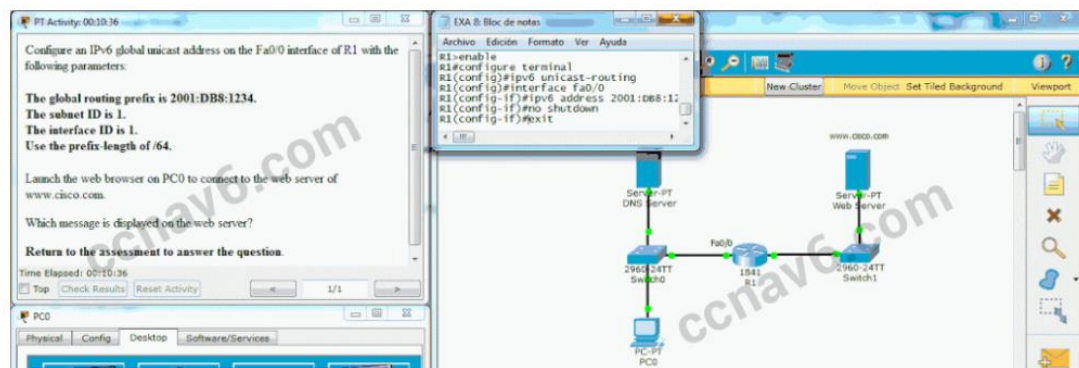 PT Activity: 00:10:36
Configure an IPv6 global unicast address on the Fa0/0 interface of R1 with the
following parameters:
The global routing prefix is 2001:DB8:1234.
The subnet ID is 1.
The interface ID is 1.
Use the prefix-length of /64.
Launch the web browser on PC0 to connect to the web server of
www.cisco.com.
Which message is displayed on the web server?
Return to the assessment to answer the question.
Time Elapsed: 00:10:36
Top Check Results Reset Activity < 1/1 >
PC0
Physical Config Desktop Software/Services
EXA & Bloc de notas
Archivo Edición Formato Ver Ayuda
R1>enable
R1#configure terminal
R1(config)#ipv6 unicast-routing
R1(config)#interface fa0/0
R1(config-if)#ipv6 address 2001:DB8:12
R1(config-if)#no shutdown
R1(config-if)#exit
New Cluster Move Object Set Tiled Background Viewport
www.cisco.com
Server-PT
DNS Server
Server-PT
Web Server
Fa0/0
2960-24TT
Switch0
1841
R1
2960-24TT
Switch1
PC-PT
PC0
ccnav6.com
ccnav6.com